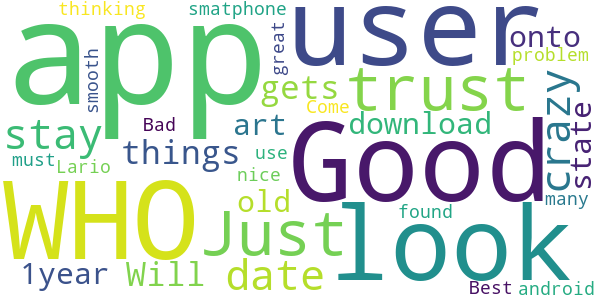 thinking
smatphone
app
user
great
onto
problem
smooth
gets
trust
Come
crazy
state
stay
Bad
art
download
Good
must
Lario
things
use
nice
many
WHO
old
found
look
Just
1year
Will
date
Best
android